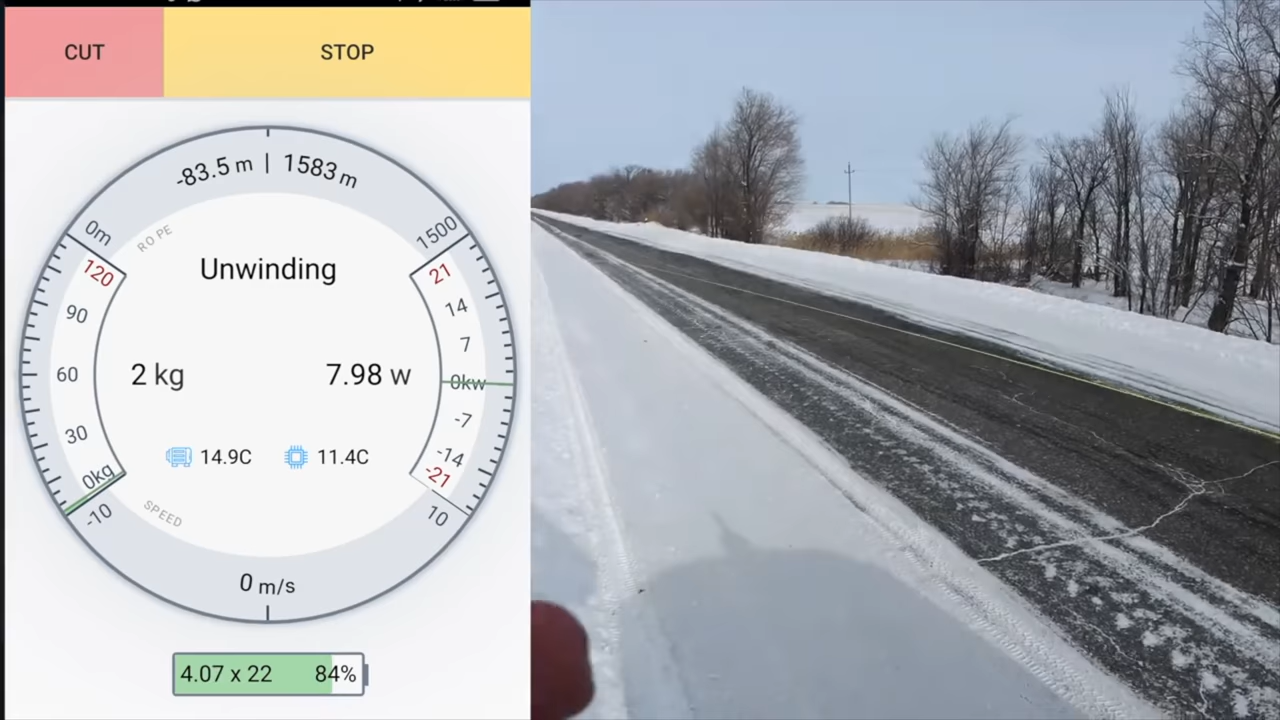 CUT
STOP
-83.5 m | 1583 m
0m
1500
ROPE
120
21
Unwinding
90
14
7
60
2 kg
7.98 w
0kw
30
-7
14.9C
11.4C
-14
0kg
-21
-10
SPEED
10
0 m/s
4.07 x 22
84%